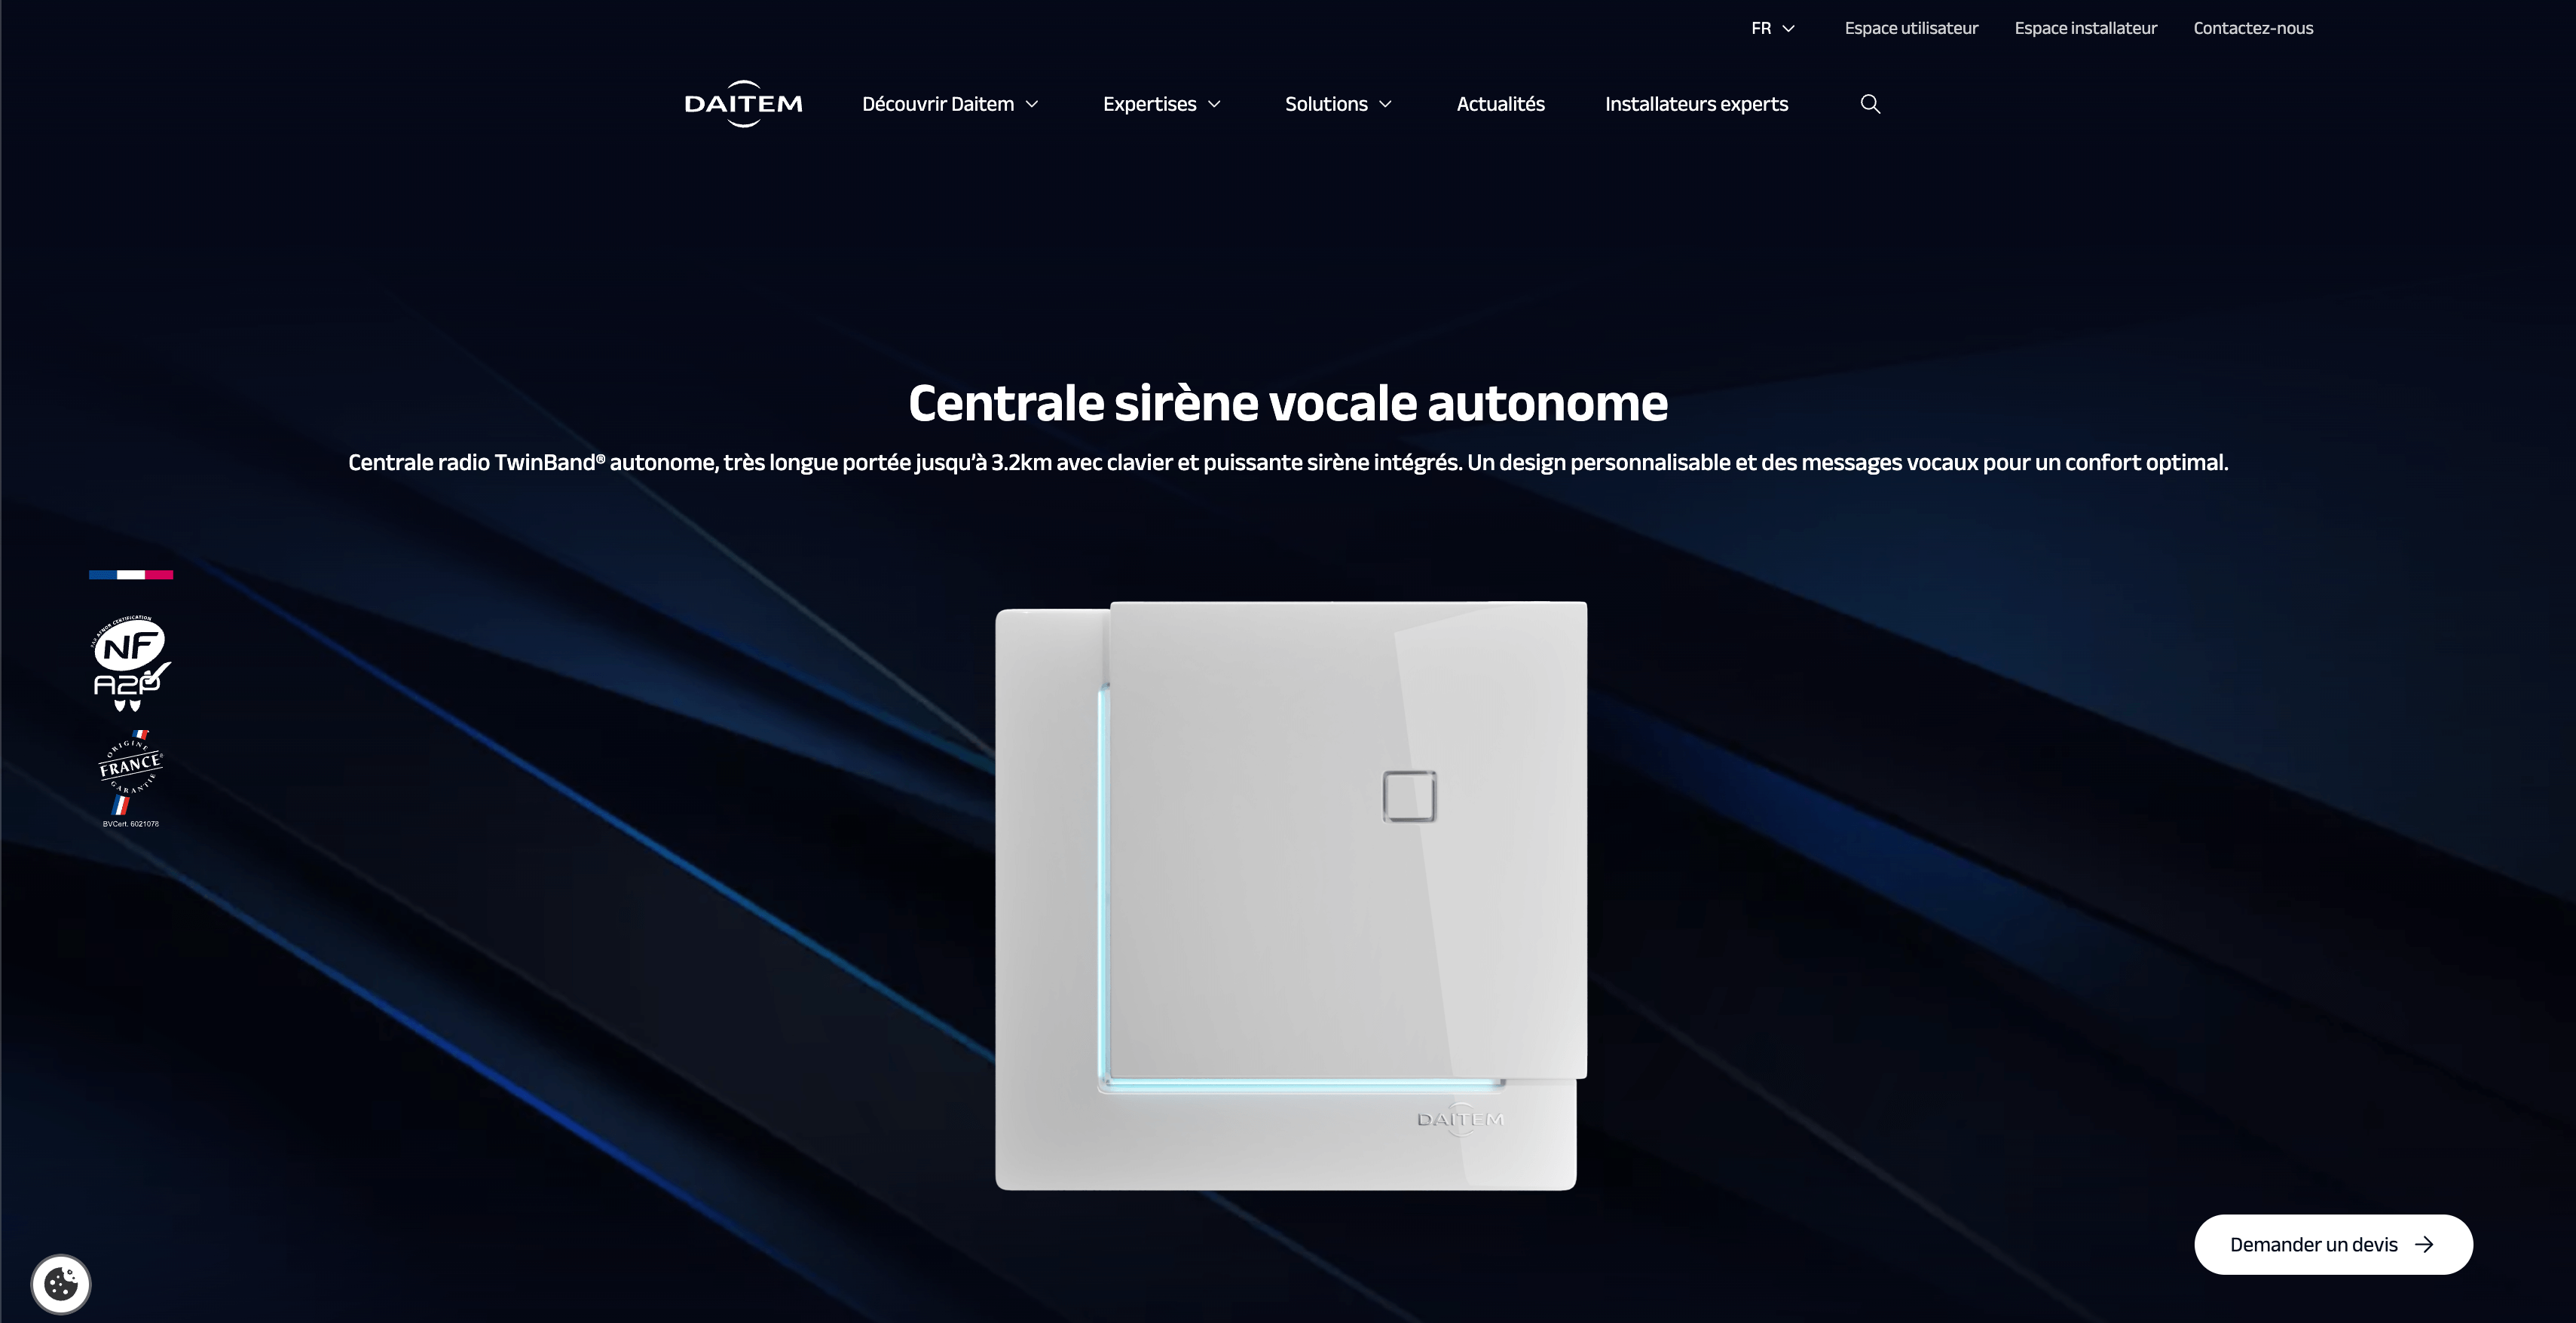 FR
Espace utilisateur
Espace installateur
Contactez-nous
DAITEM
Découvrir Daitem
Expertises
Solutions
Actualités
Installateurs experts
Centrale sirène vocale autonome
Centrale radio TwinBand® autonome, très longue portée jusqu’à 3.2km avec clavier et puissante sirène intégrés. Un design personnalisable et des messages vocaux pour un confort optimal.
NF
A2P
ORIGINE
FRANCE®
GARANTIE
BVCert. 6021078
DAITEM
Demander un devis